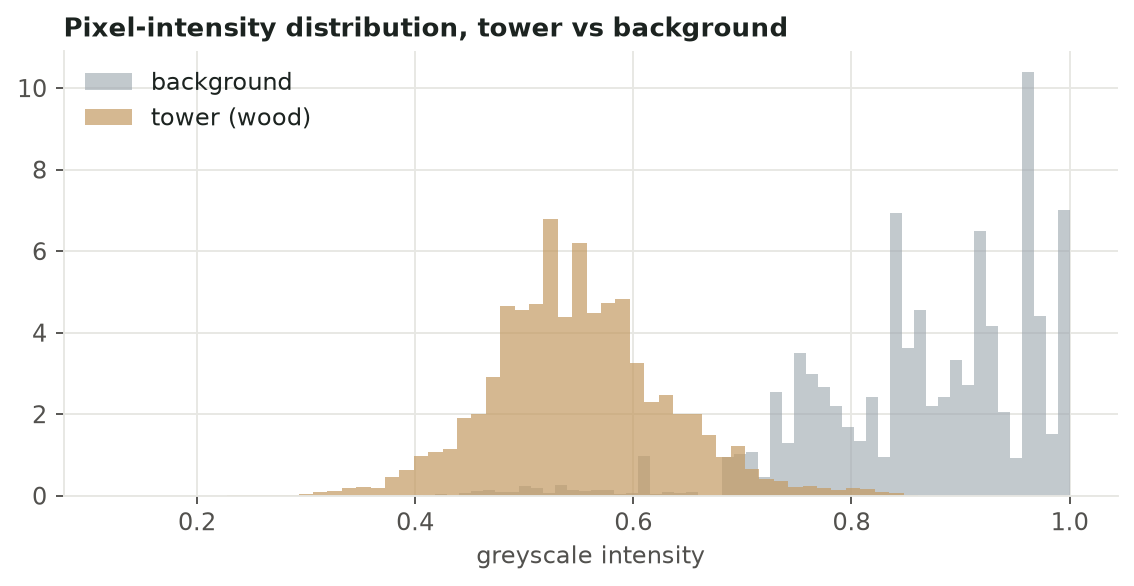 Pixel-intensity distribution, tower vs background
background
tower (wood)
10
8
6
4
2
0
0.2 0.4 0.6 0.8 1.0
greyscale intensity